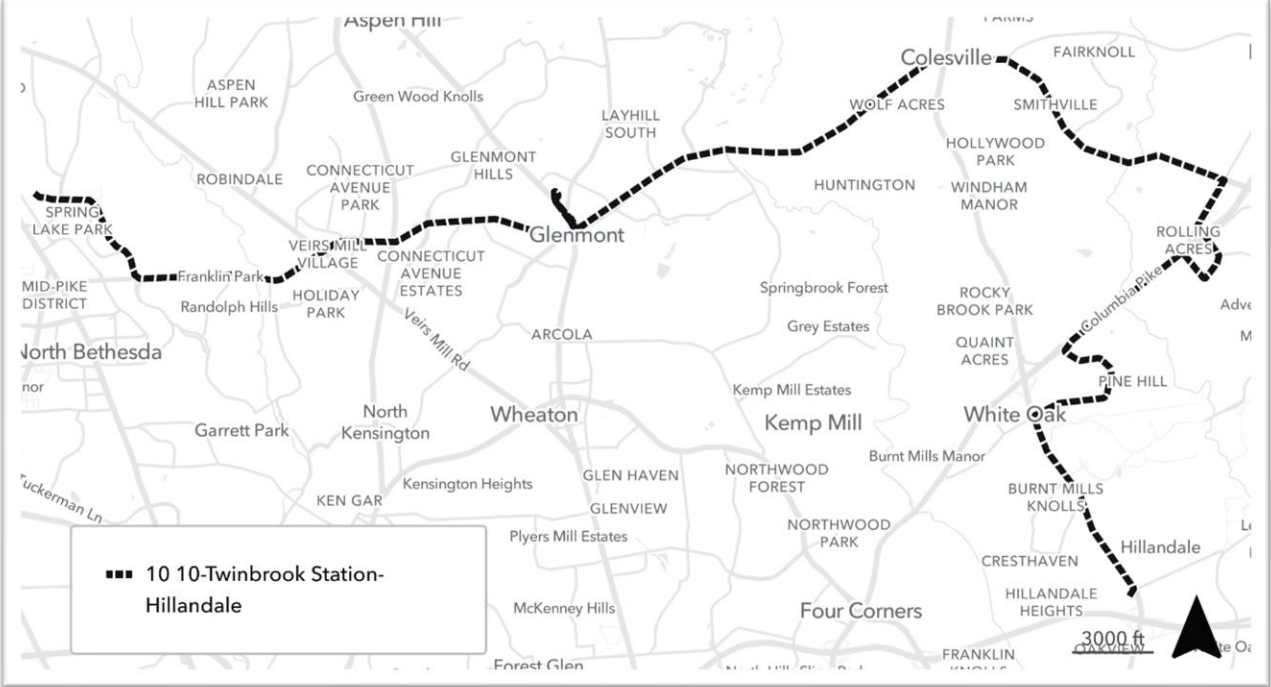 Aspen Hill
FARMS
Colesville
FAIRKNOLL
ASPEN
HILL PARK
Green Wood Knolls
WOLF ACRES
SMITHVILLE
LAYHILL
SOUTH
HOLLYWOOD
PARK
GLENMONT
HILLS
ROBINDALE
CONNECTICUT
AVENUE
PARK
HUNTINGTON
WINDHAM
MANOR
SPRING
LAKE PARK
Glenmont
ROLLING
ACRES
VEIRS MILL
VILLAGE
CONNECTICUT
AVENUE
ESTATES
Franklin Park
MID-PIKE
DISTRICT
Randolph Hills
HOLIDAY
PARK
Springbrook Forest
ROCKY
BROOK PARK
Columbia Pike
Adve
Grey Estates
ARCOLA
Veirs Mill Rd
M
North Bethesda
QUAINT
ACRES
nor
Kemp Mill Estates
PINE HILL
North
Kensington
Wheaton
Kemp Mill
White Oak
Garrett Park
Burnt Mills Manor
Tuckerman Ln
KEN GAR
Kensington Heights
GLEN HAVEN
NORTHWOOD
FOREST
BURNT MILLS
KNOLLS
GLENVIEW
Plyers Mill Estates
NORTHWOOD
PARK
Hillandale
CRESTHAVEN
10 10-Twinbrook Station-
Hillandale
McKenney Hills
Four Corners
HILLANDALE
HEIGHTS
3000 ft
OAKVIEW
te Oa
Forest Glen
FRANKLIN
KNOLLS